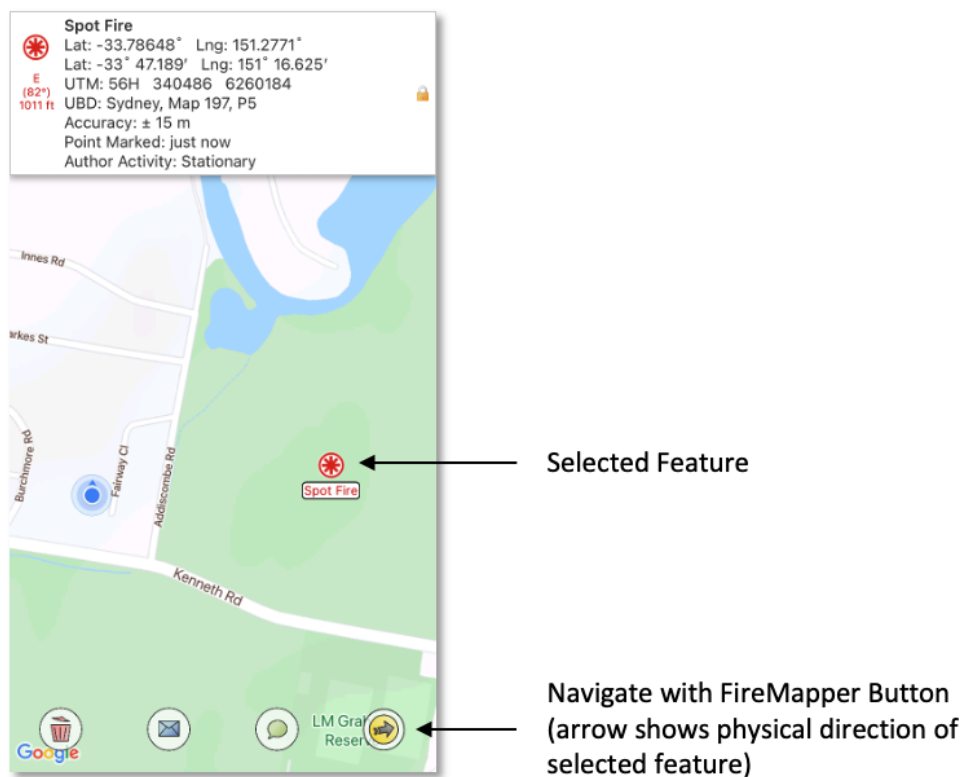 Spot Fire
Lat: -33.78648° Lng: 151.2771°
Lat: -33° 47.189′ Lng: 151° 16.625′
E
(82°)
1011 ft
UTM: 56H 340486 6260184
UBD: Sydney, Map 197, P5
Accuracy: ± 15 m
Point Marked: just now
Author Activity: Stationary
Innes Rd
arkes St
Burchmore Rd
Fairway Cl
Addiscombe Rd
Spot Fire
Selected Feature
Kenneth Rd
LM Gra
Reser
Google
Navigate with FireMapper Button
(arrow shows physical direction of
selected feature)